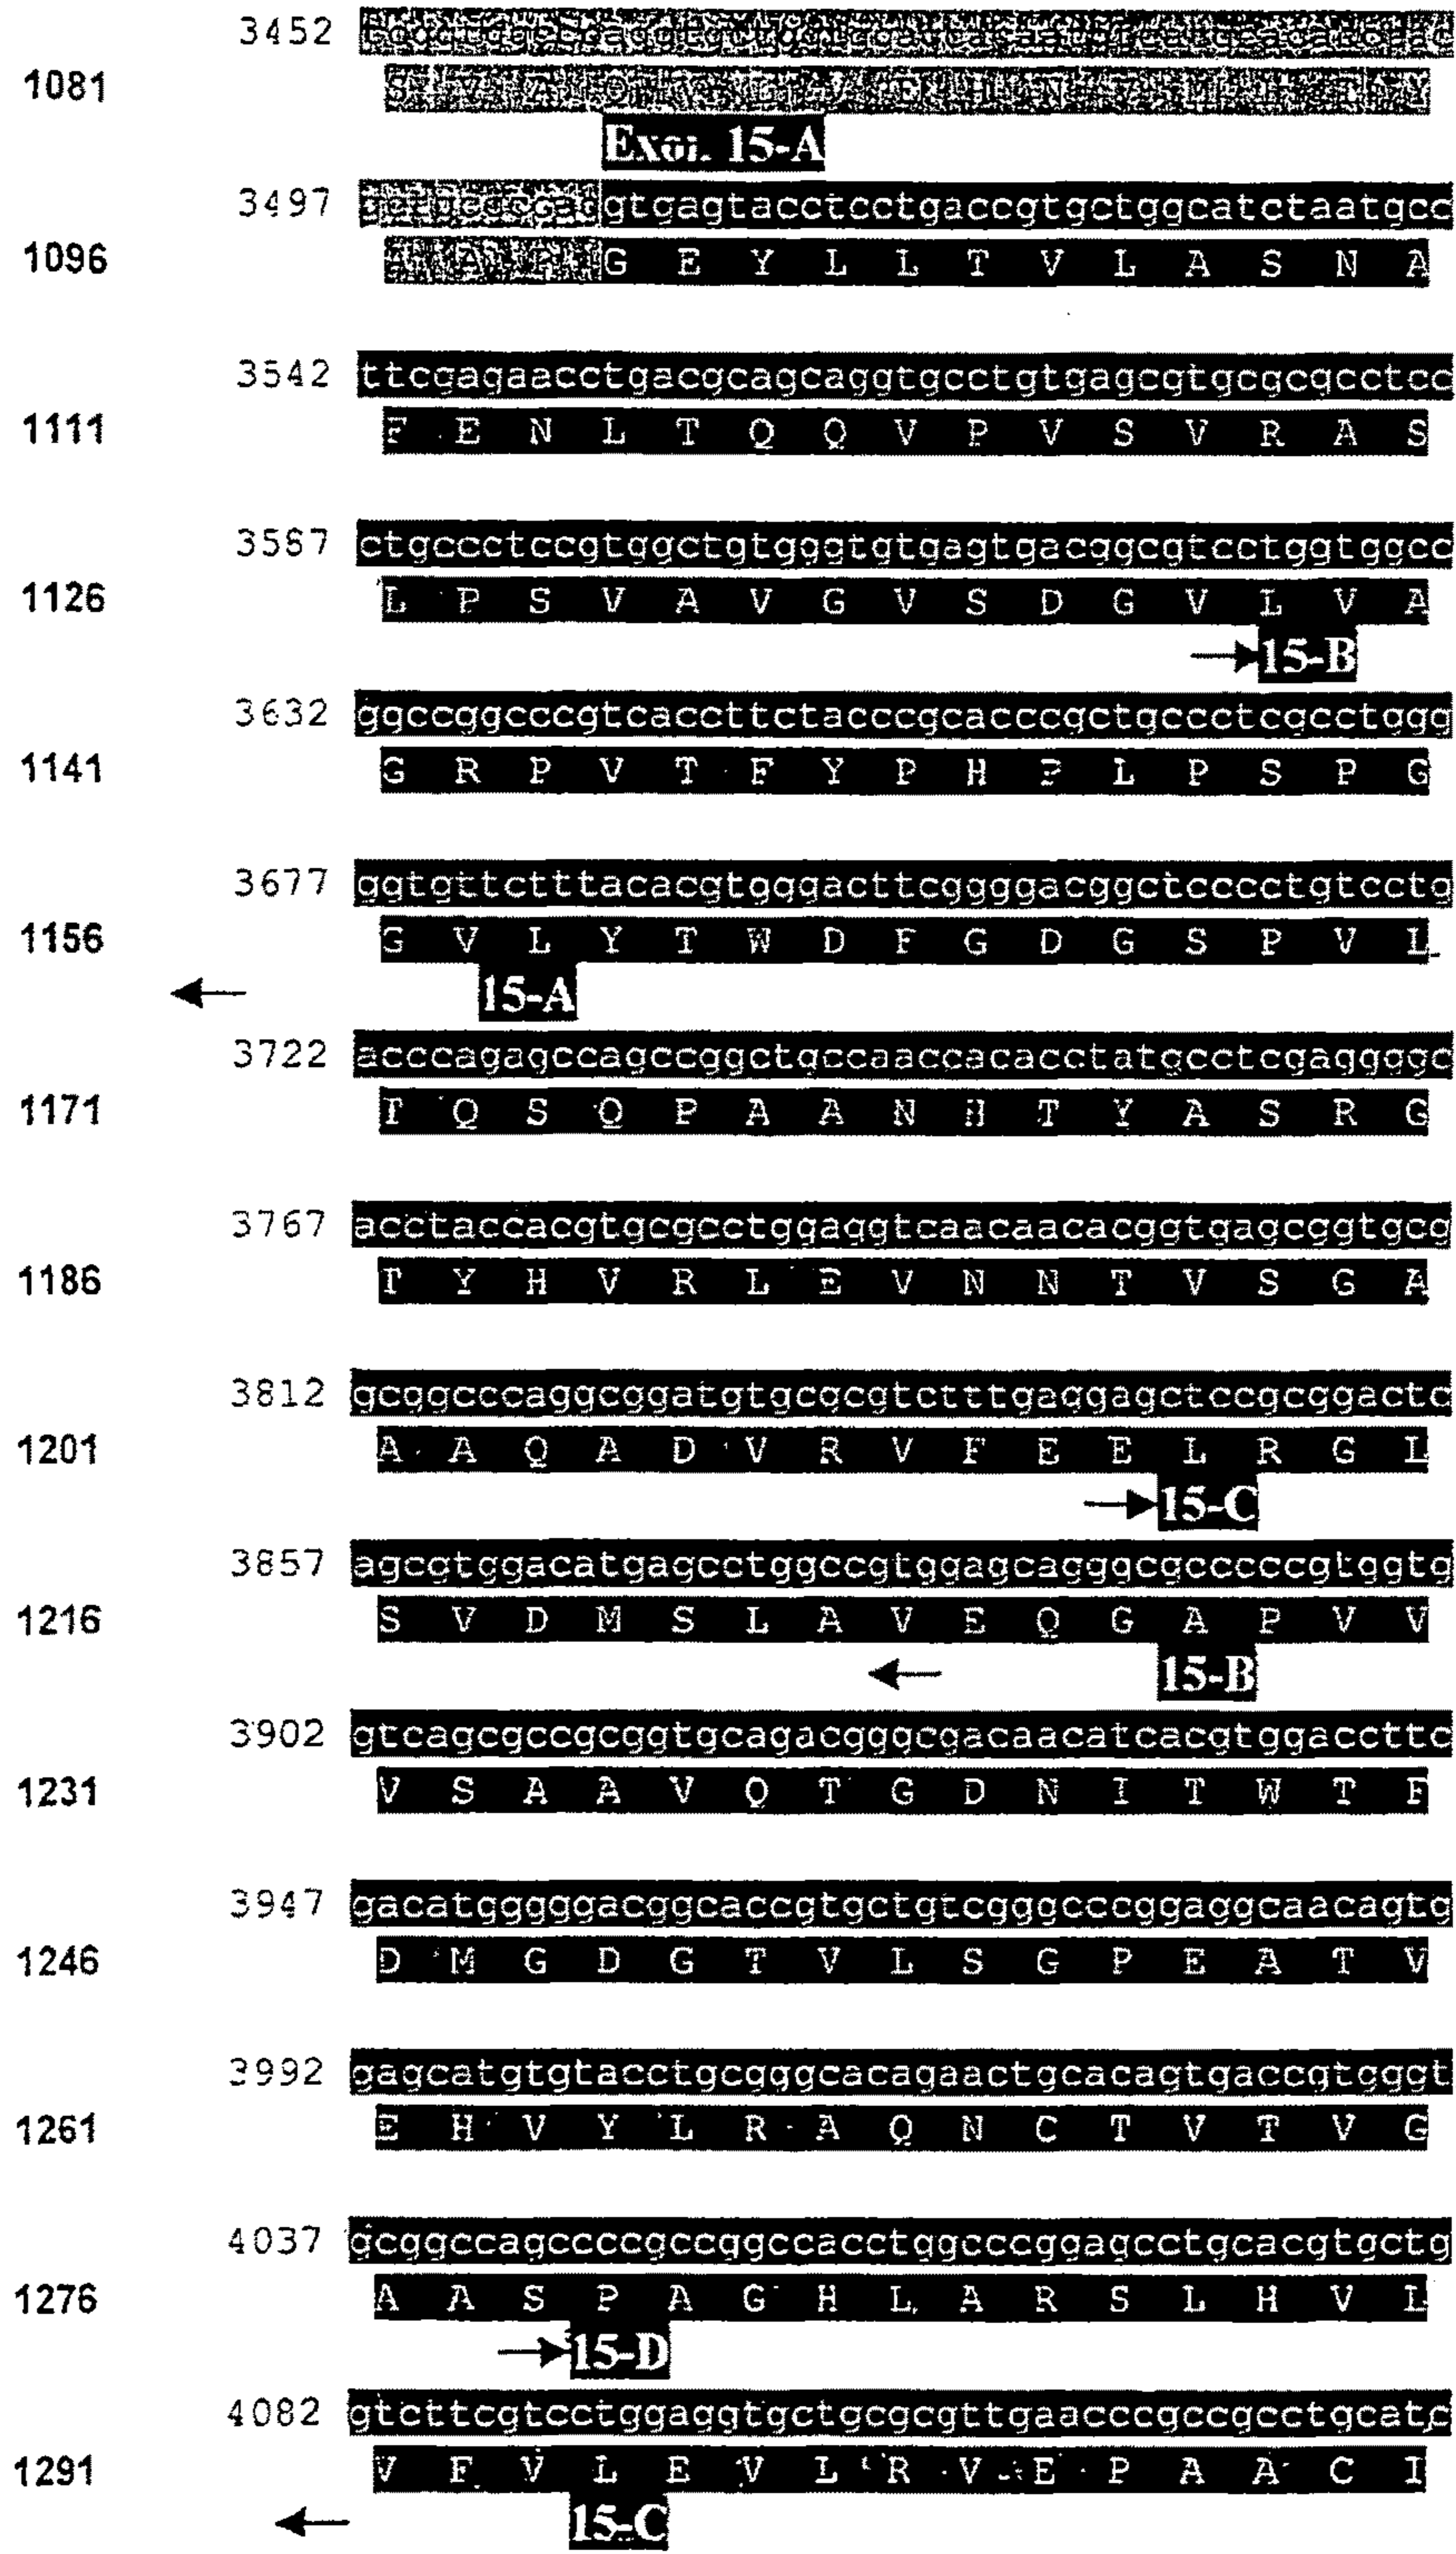 3452
1081 S V A V L V E H N Y
Exon 15-A
3497 gtgagtacctcctgaccgtgctggcatctaatgcc
1096 A G E Y L L T V L A S N A
3542 ttcgagaacctgacgcagcaggtgcctgtgagcgtgcgcgcctcc
1111 F E N L T Q Q V P V S V R A S
3587 ctgccctccgtggctgtgggtgtgagtgacggcgtcctggtggcc
1126 L P S V A V G V S D G V L V A
→ 15-B
3632 ggccggcccgtcaccttctacccgcacccgctgccctcgcctggg
1141 G R P V T F Y P H P L P S P G
3677 ggtgttctttacacgtgggacttcggggacggctcccctgtcctg
1156 G V L Y T W D F G D G S P V L
← 15-A
3722 acccagagccagccggctgccaaccacacctatgcctcgaggggc
1171 T Q S Q P A A N H T Y A S R G
3767 acctaccacgtgcgcctggaggtcaacaacacggtgagcggtgcg
1186 T Y H V R L E V N N T V S G A
3812 gcggcccaggcggatgtgcgcgtctttgaggagctccgcggactc
1201 A A Q A D V R V F E E L R G L
→ 15-C
3857 agcgtggacatgagcctggccgtggagcagggcgcccccgtggtg
1216 S V D M S L A V E Q G A P V V
← 15-B
3902 gtcagcgccgcggtgcagacgggcgacaacatcacgtggaccttc
1231 V S A A V Q T G D N I T W T F
3947 gacatgggggacggcaccgtgctgtcgggcccggaggcaacagtg
1246 D M G D G T V L S G P E A T V
3992 gagcatgtgtacctgcgggcacagaactgcacagtgaccgtgggt
1261 E H V Y L R A Q N C T V T V G
4037 gcggccagccccgccggccacctggcccggagcctgcacgtgctg
1276 A A S P A G H L A R S L H V L
→ 15-D
4082 gtcttcgtcctggaggtgctgcgcgttgaacccgccgcctgcatc
1291 V F V L E V L R V E P A A C I
← 15-C